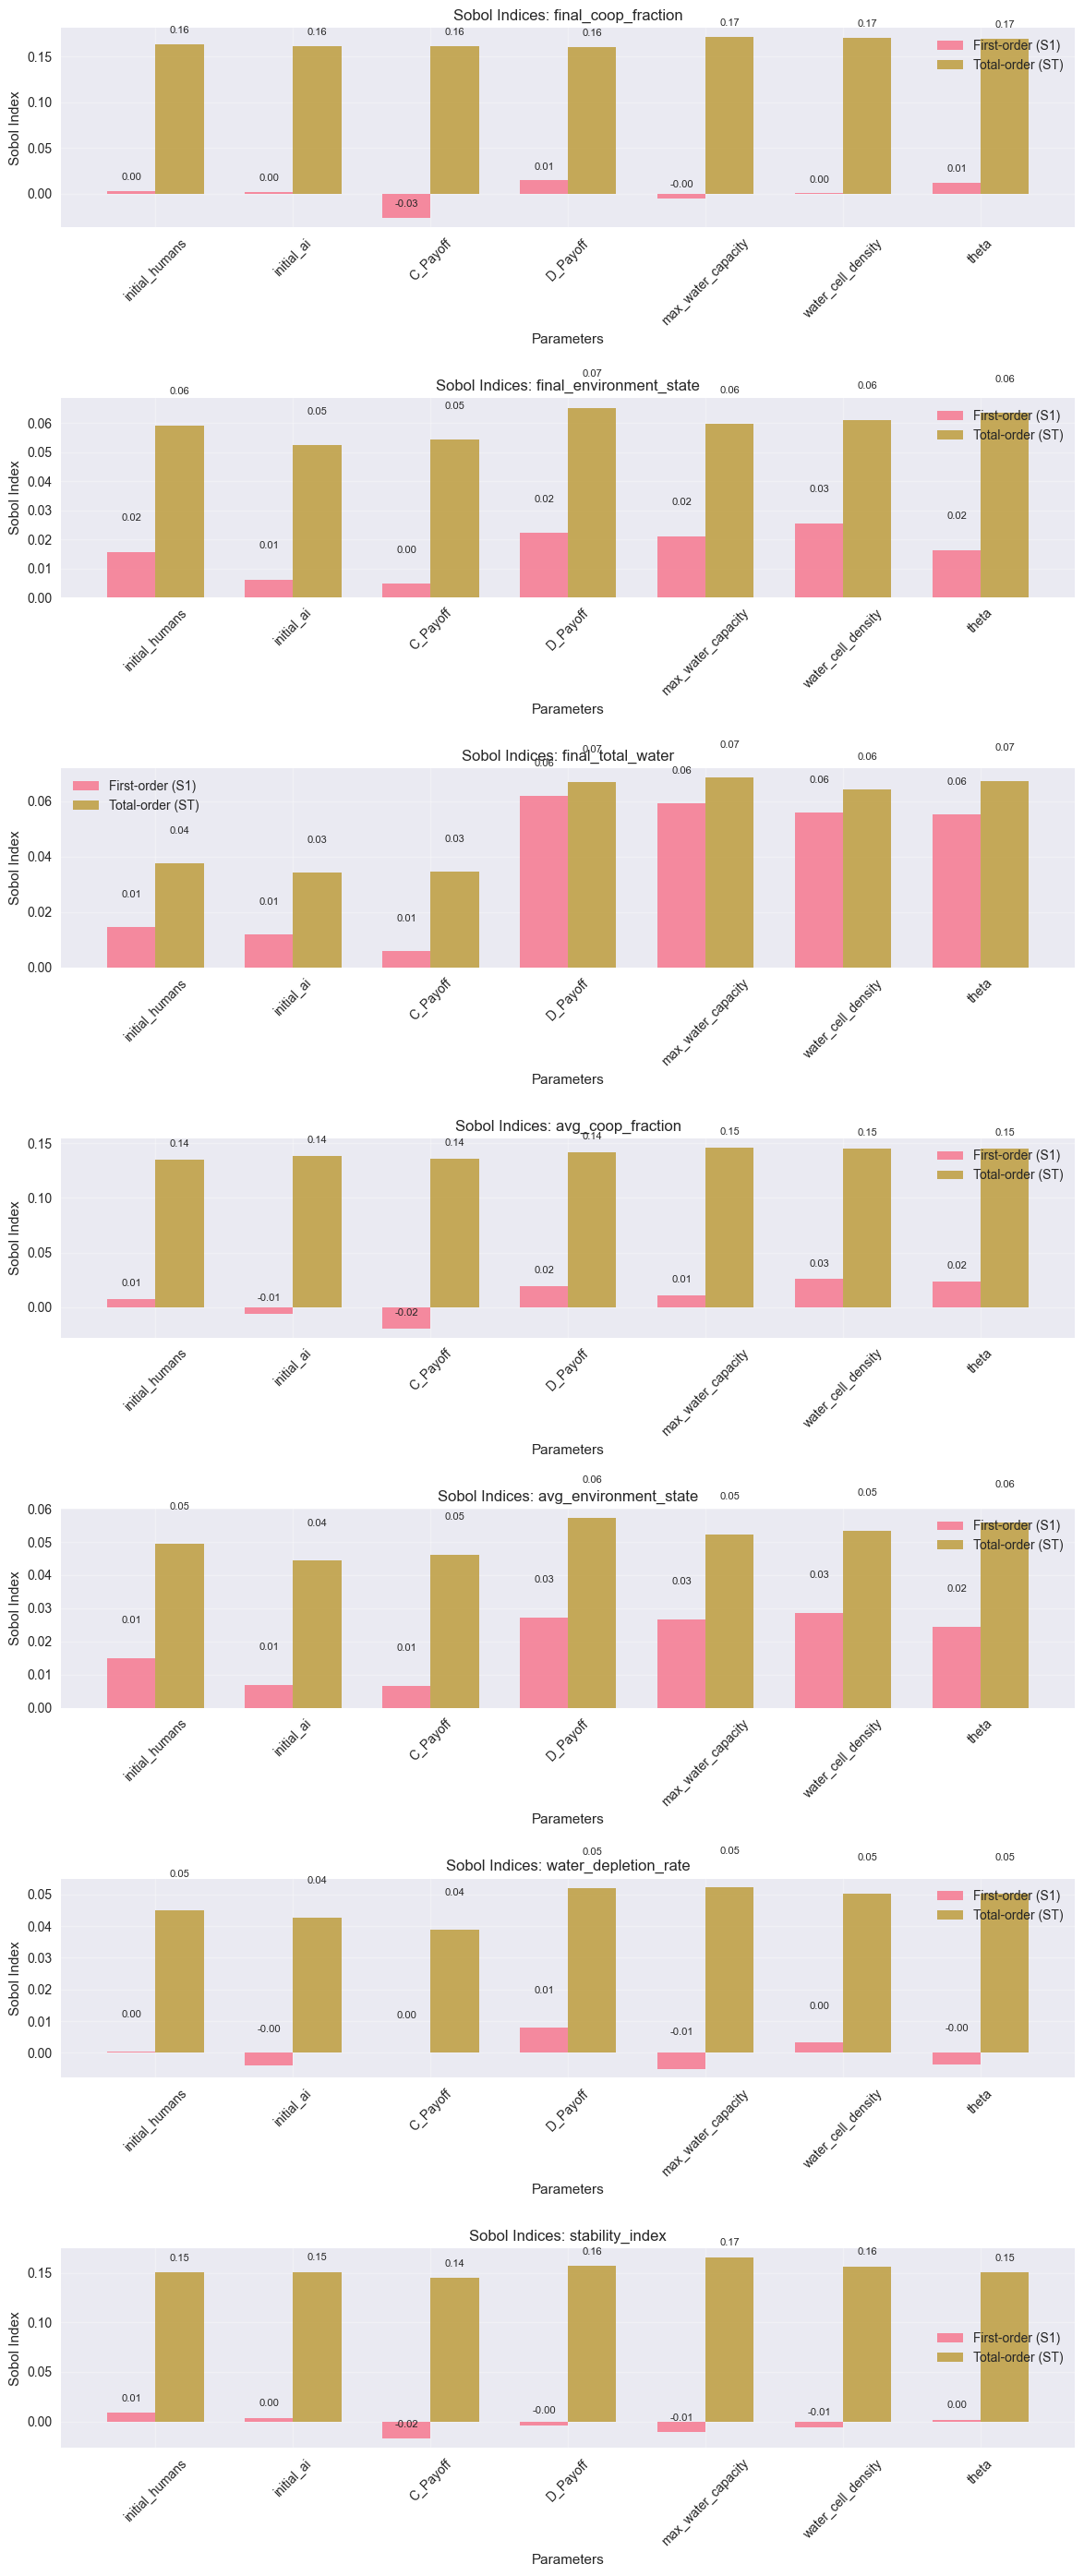 Sobol Indices: final_coop_fraction
0.16 0.16 0.16 0.16 0.17 0.17 0.17
First-order (S1)
Total-order (ST)
0.15
0.10
0.05
0.00
Sobol Index
0.00 0.00 -0.03 0.01 -0.00 0.00 0.01
initial_humans initial_ai C_Payoff D_Payoff max_water_capacity water_cell_density theta
Parameters
Sobol Indices: final_environment_state
0.06 0.05 0.05 0.07 0.06 0.06 0.06
First-order (S1)
Total-order (ST)
0.06
0.05
0.04
0.03
0.02
0.01
0.00
Sobol Index
0.02 0.01 0.00 0.02 0.02 0.03 0.02
initial_humans initial_ai C_Payoff D_Payoff max_water_capacity water_cell_density theta
Parameters
Sobol Indices: final_total_water
0.04 0.03 0.03 0.07 0.07 0.06 0.07
First-order (S1)
Total-order (ST)
0.06
0.04
0.02
0.00
Sobol Index
0.01 0.01 0.01 0.06 0.06 0.06 0.06
initial_humans initial_ai C_Payoff D_Payoff max_water_capacity water_cell_density theta
Parameters
Sobol Indices: avg_coop_fraction
0.14 0.14 0.14 0.14 0.15 0.15 0.15
First-order (S1)
Total-order (ST)
0.15
0.10
0.05
0.00
Sobol Index
0.01 -0.01 -0.02 0.02 0.01 0.03 0.02
initial_humans initial_ai C_Payoff D_Payoff max_water_capacity water_cell_density theta
Parameters
Sobol Indices: avg_environment_state
0.05 0.04 0.05 0.06 0.05 0.05 0.06
First-order (S1)
Total-order (ST)
0.06
0.05
0.04
0.03
0.02
0.01
0.00
Sobol Index
0.01 0.01 0.01 0.03 0.03 0.03 0.02
initial_humans initial_ai C_Payoff D_Payoff max_water_capacity water_cell_density theta
Parameters
Sobol Indices: water_depletion_rate
0.05 0.04 0.04 0.05 0.05 0.05 0.05
First-order (S1)
Total-order (ST)
0.05
0.04
0.03
0.02
0.01
0.00
Sobol Index
0.00 -0.00 0.00 0.01 -0.01 0.00 -0.00
initial_humans initial_ai C_Payoff D_Payoff max_water_capacity water_cell_density theta
Parameters
Sobol Indices: stability_index
0.15 0.15 0.14 0.16 0.17 0.16 0.15
First-order (S1)
Total-order (ST)
0.15
0.10
0.05
0.00
Sobol Index
0.01 0.00 -0.02 -0.00 -0.01 -0.01 0.00
initial_humans initial_ai C_Payoff D_Payoff max_water_capacity water_cell_density theta
Parameters